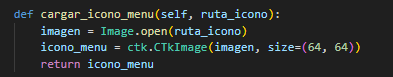 def cargar_icono_menu(self, ruta_icono):
    imagen = Image.open(ruta_icono)
    icono_menu = ctk.CTkImage(imagen, size=(64, 64))
    return icono_menu